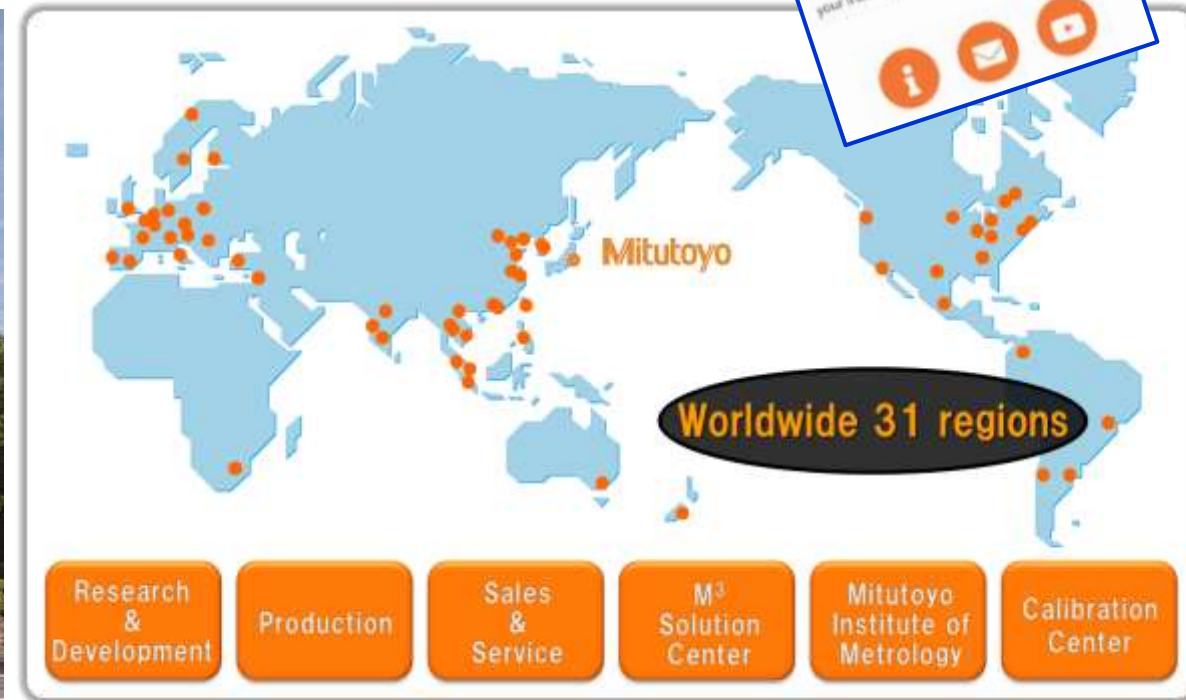 Mitutoyo
Worldwide 31 regions
Research
&
Development
Production
Sales
&
Service
M³
Solution
Center
Mitutoyo
Institute of
Metrology
Calibration
Center